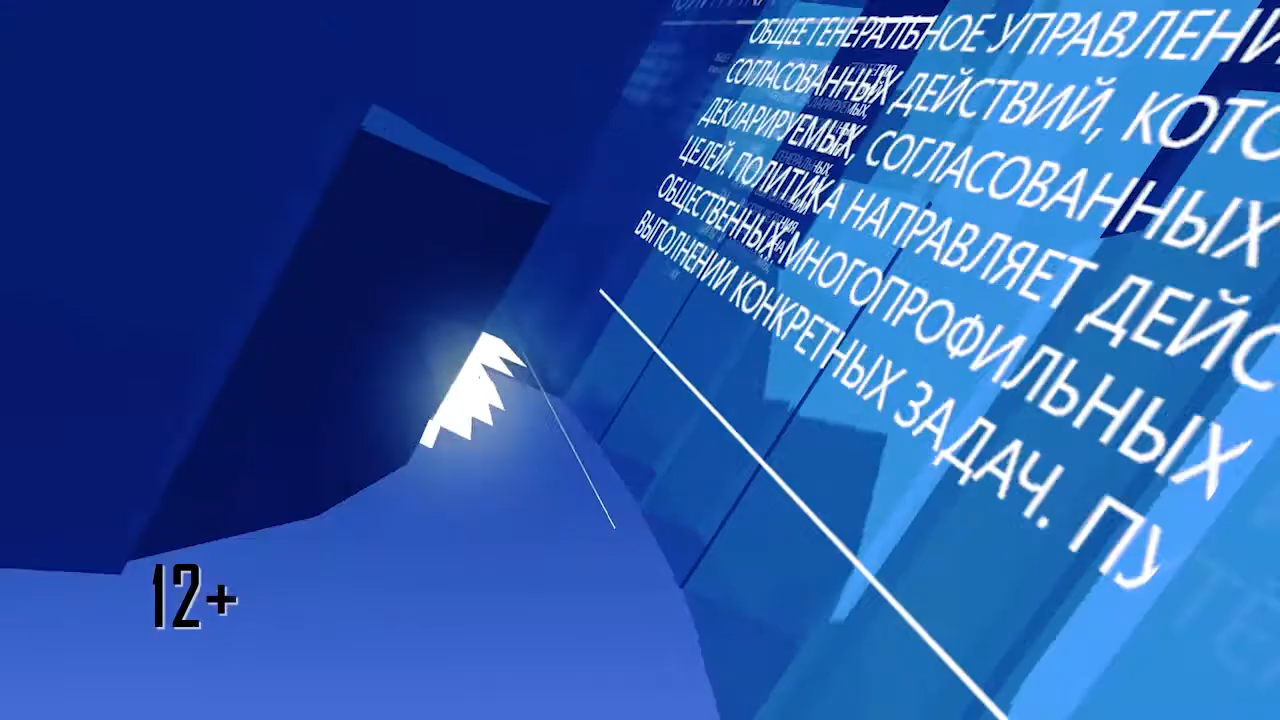 ОБЩЕЕ ГЕНЕРАЛЬНОЕ УПРАВЛЕНИ
СОГЛАСОВАННЫХ ДЕЙСТВИЙ, КОТО
ДЕКЛАРИРУЕМЫХ, СОГЛАСОВАННЫХ
ЦЕЛЕЙ. ПОЛИТИКА НАПРАВЛЯЕТ ДЕЙС
ОБЩЕСТВЕННЫХ, МНОГОПРОФИЛЬНЫХ
ВЫПОЛНЕНИИ КОНКРЕТНЫХ ЗАДАЧ. ПУ
12+